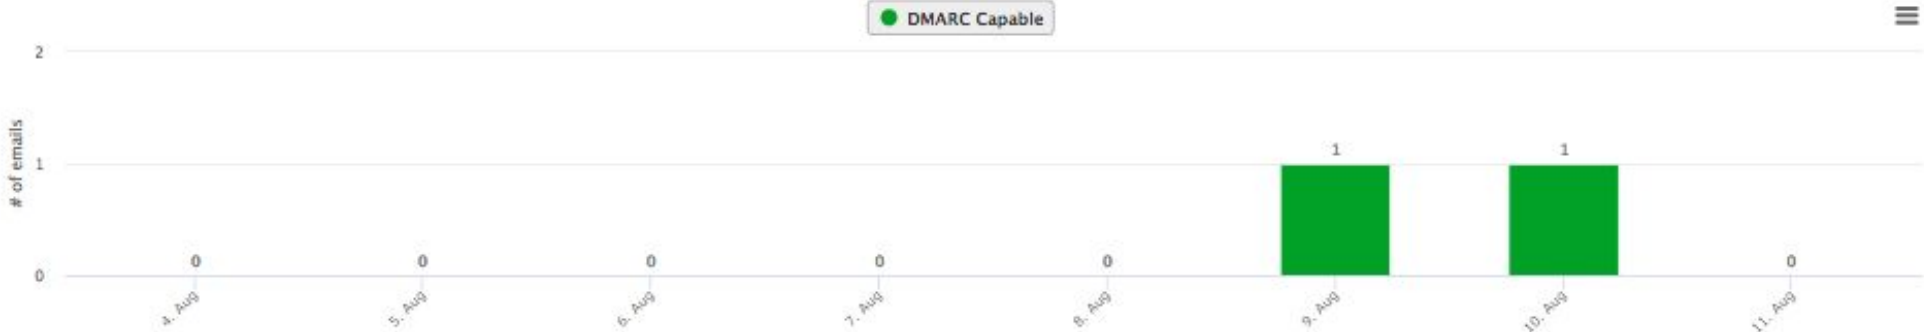 DMARC Capable
# of emails
2
1
0
0
0
0
0
0
1
1
0
4. Aug
5. Aug
6. Aug
7. Aug
8. Aug
9. Aug
10. Aug
11. Aug